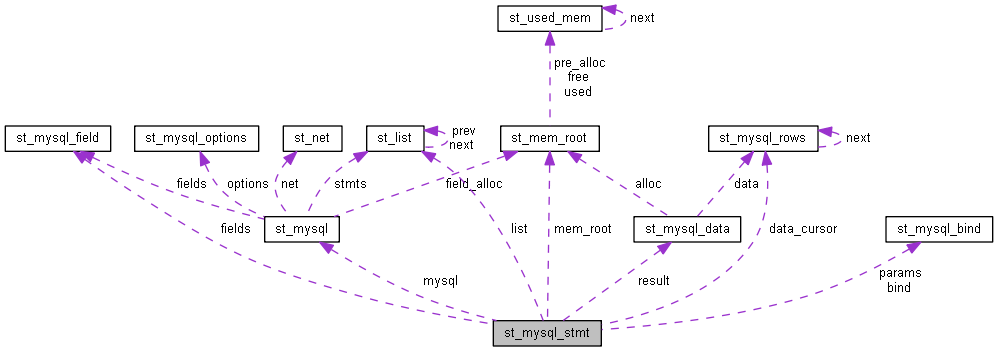 st_used_mem
next
pre_alloc
free
used
st_mysql_field
st_mysql_options
st_net
st_list
prev
next
st_mem_root
st_mysql_rows
next
fields
options
net
stmts
field_alloc
alloc
data
fields
st_mysql
list
mem_root
st_mysql_data
data_cursor
st_mysql_bind
mysql
result
params
bind
st_mysql_stmt